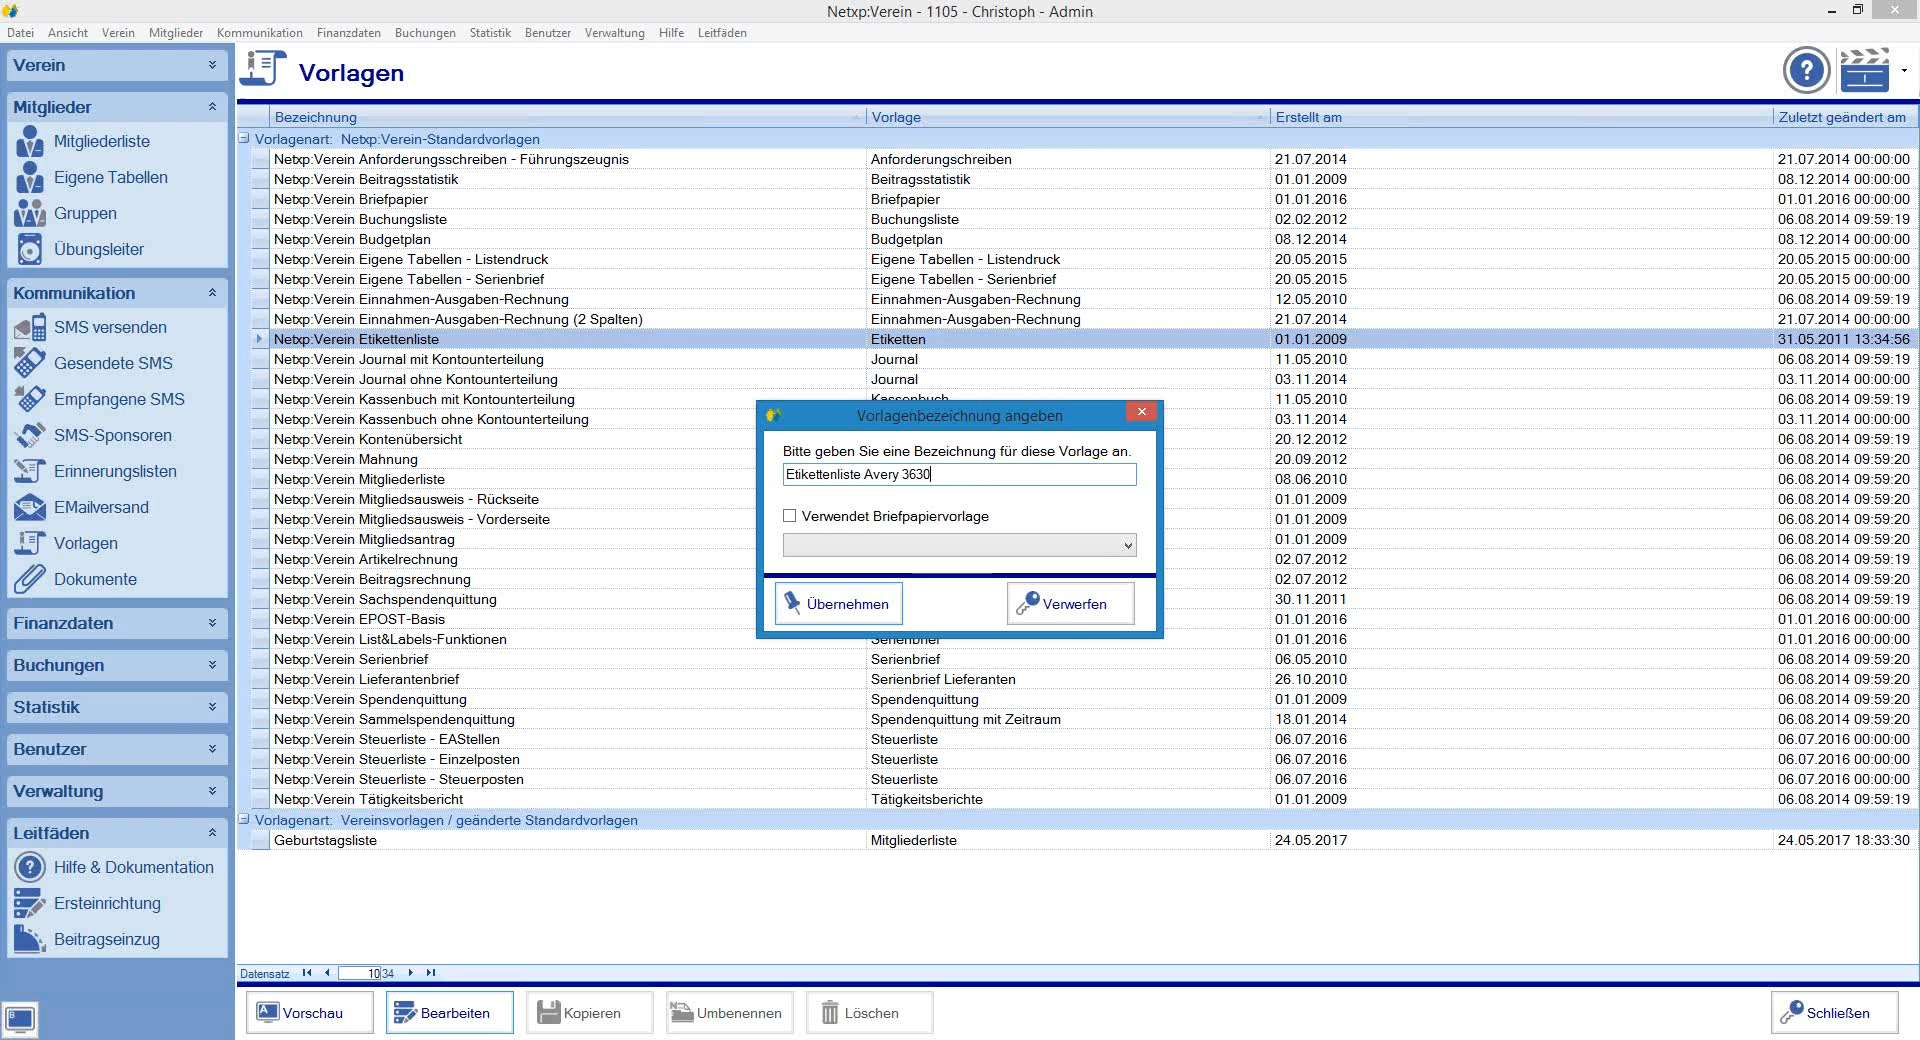 Netxp:Verein - 1105 - Christoph - Admin
Datei Ansicht Verein Mitglieder Kommunikation Finanzdaten Buchungen Statistik Benutzer Verwaltung Hilfe Leitfäden
Verein
Mitglieder
Mitgliederliste
Eigene Tabellen
Gruppen
Übungsleiter
Kommunikation
SMS versenden
Gesendete SMS
Empfangene SMS
SMS-Sponsoren
Erinnerungslisten
EMailversand
Vorlagen
Dokumente
Finanzdaten
Buchungen
Statistik
Benutzer
Verwaltung
Leitfäden
Hilfe & Dokumentation
Ersteinrichtung
Beitragseinzug
Vorlagen
Bezeichnung Vorlage Erstellt am Zuletzt geändert am
Vorlagenart: Netxp:Verein-Standardvorlagen
Netxp:Verein Anforderungsschreiben - Führungszeugnis Anforderungschreiben 21.07.2014 21.07.2014 00:00:00
Netxp:Verein Beitragsstatistik Beitragsstatistik 01.01.2009 08.12.2014 00:00:00
Netxp:Verein Briefpapier Briefpapier 01.01.2016 01.01.2016 00:00:00
Netxp:Verein Buchungsliste Buchungsliste 02.02.2012 06.08.2014 09:59:19
Netxp:Verein Budgetplan Budgetplan 08.12.2014 08.12.2014 00:00:00
Netxp:Verein Eigene Tabellen - Listendruck Eigene Tabellen - Listendruck 20.05.2015 20.05.2015 00:00:00
Netxp:Verein Eigene Tabellen - Serienbrief Eigene Tabellen - Serienbrief 20.05.2015 20.05.2015 00:00:00
Netxp:Verein Einnahmen-Ausgaben-Rechnung Einnahmen-Ausgaben-Rechnung 12.05.2010 06.08.2014 09:59:19
Netxp:Verein Einnahmen-Ausgaben-Rechnung (2 Spalten) Einnahmen-Ausgaben-Rechnung 21.07.2014 21.07.2014 00:00:00
Netxp:Verein Etikettenliste Etiketten 01.01.2009 31.05.2011 13:34:56
Netxp:Verein Journal mit Kontounterteilung Journal 11.05.2010 06.08.2014 09:59:19
Netxp:Verein Journal ohne Kontounterteilung Journal 03.11.2014 03.11.2014 00:00:00
Netxp:Verein Kassenbuch mit Kontounterteilung Kassenbuch 11.05.2010 06.08.2014 09:59:19
Netxp:Verein Kassenbuch ohne Kontounterteilung 03.11.2014 03.11.2014 00:00:00
Netxp:Verein Kontenübersicht 20.12.2012 06.08.2014 09:59:19
Netxp:Verein Mahnung 20.09.2012 06.08.2014 09:59:19
Netxp:Verein Mitgliederliste 08.06.2010 06.08.2014 09:59:20
Netxp:Verein Mitgliedsausweis - Rückseite 01.01.2009 06.08.2014 09:59:20
Netxp:Verein Mitgliedsausweis - Vorderseite 01.01.2009 06.08.2014 09:59:20
Netxp:Verein Mitgliedsantrag 01.01.2009 06.08.2014 09:59:20
Netxp:Verein Artikelrechnung 02.07.2012 06.08.2014 09:59:19
Netxp:Verein Beitragsrechnung 02.07.2012 06.08.2014 09:59:20
Netxp:Verein Sachspendenquittung 30.11.2011 06.08.2014 09:59:19
Netxp:Verein EPOST-Basis 01.01.2016 01.01.2016 00:00:00
Netxp:Verein List&Labels-Funktionen Serienbrief 01.01.2016 01.01.2016 00:00:00
Netxp:Verein Serienbrief Serienbrief 06.05.2010 06.08.2014 09:59:20
Netxp:Verein Lieferantenbrief Serienbrief Lieferanten 26.10.2010 06.08.2014 09:59:20
Netxp:Verein Spendenquittung Spendenquittung 01.01.2009 06.08.2014 09:59:20
Netxp:Verein Sammelspendenquittung Spendenquittung mit Zeitraum 18.01.2014 06.08.2014 09:59:20
Netxp:Verein Steuerliste - EAStellen Steuerliste 06.07.2016 06.07.2016 00:00:00
Netxp:Verein Steuerliste - Einzelposten Steuerliste 06.07.2016 06.07.2016 00:00:00
Netxp:Verein Steuerliste - Steuerposten Steuerliste 06.07.2016 06.07.2016 00:00:00
Netxp:Verein Tätigkeitsbericht Tätigkeitsberichte 01.01.2009 06.08.2014 09:59:19
Vorlagenart: Vereinsvorlagen / geänderte Standardvorlagen
Geburtstagsliste Mitgliederliste 24.05.2017 24.05.2017 18:33:30
Vorlagenbezeichnung angeben
Bitte geben Sie eine Bezeichnung für diese Vorlage an.
Etikettenliste Avery 3630
Verwendet Briefpapiervorlage
Übernehmen Verwerfen
Datensatz 10 34
Vorschau Bearbeiten Kopieren Umbenennen Löschen Schließen